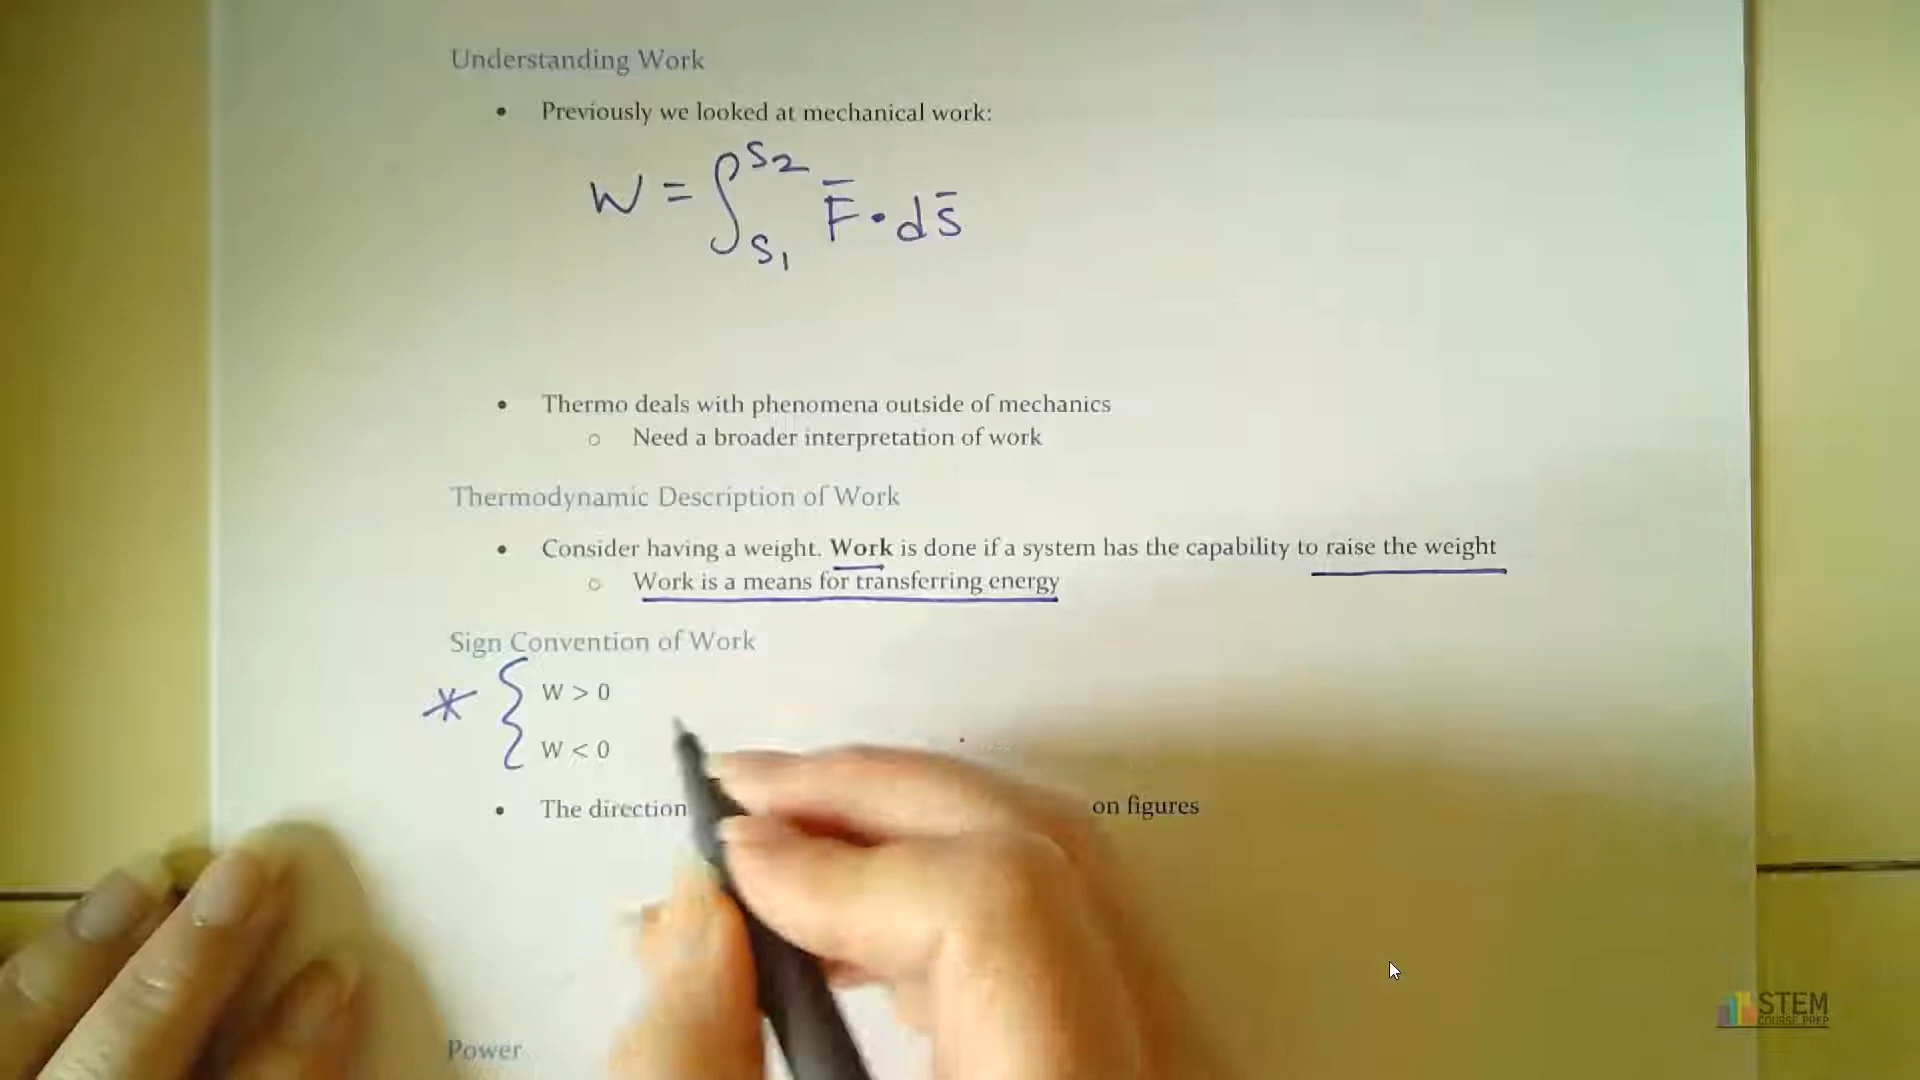 Understanding Work
• Previously we looked at mechanical work:
W = ∫_{S1}^{S2} F̄ · ds̄
• Thermo deals with phenomena outside of mechanics
○ Need a broader interpretation of work
Thermodynamic Description of Work
• Consider having a weight. Work is done if a system has the capability to raise the weight
○ Work is a means for transferring energy
Sign Convention of Work
* { W > 0
W < 0
• The direction on figures
Power
STEM
COURSE PREP